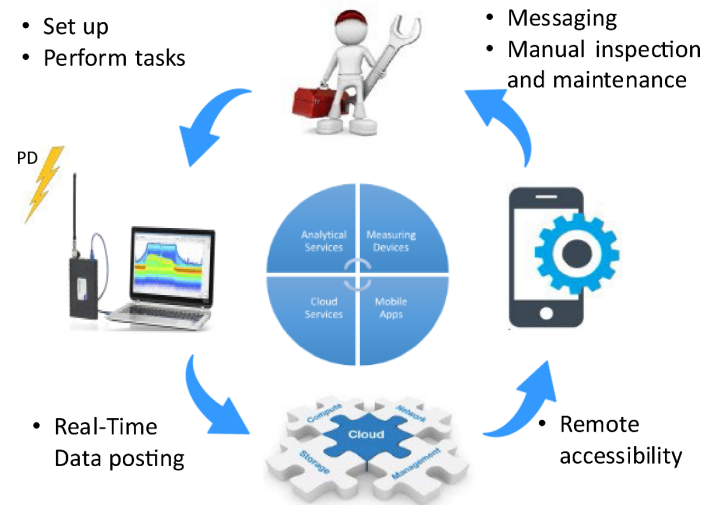 • Set up
• Perform tasks
• Messaging
• Manual inspection
and maintenance
PD
Analytical
Services
Measuring
Devices
Cloud
Services
Mobile
Apps
• Real-Time
Data posting
Compute
Network
Cloud
Storage
Management
• Remote
accessibility